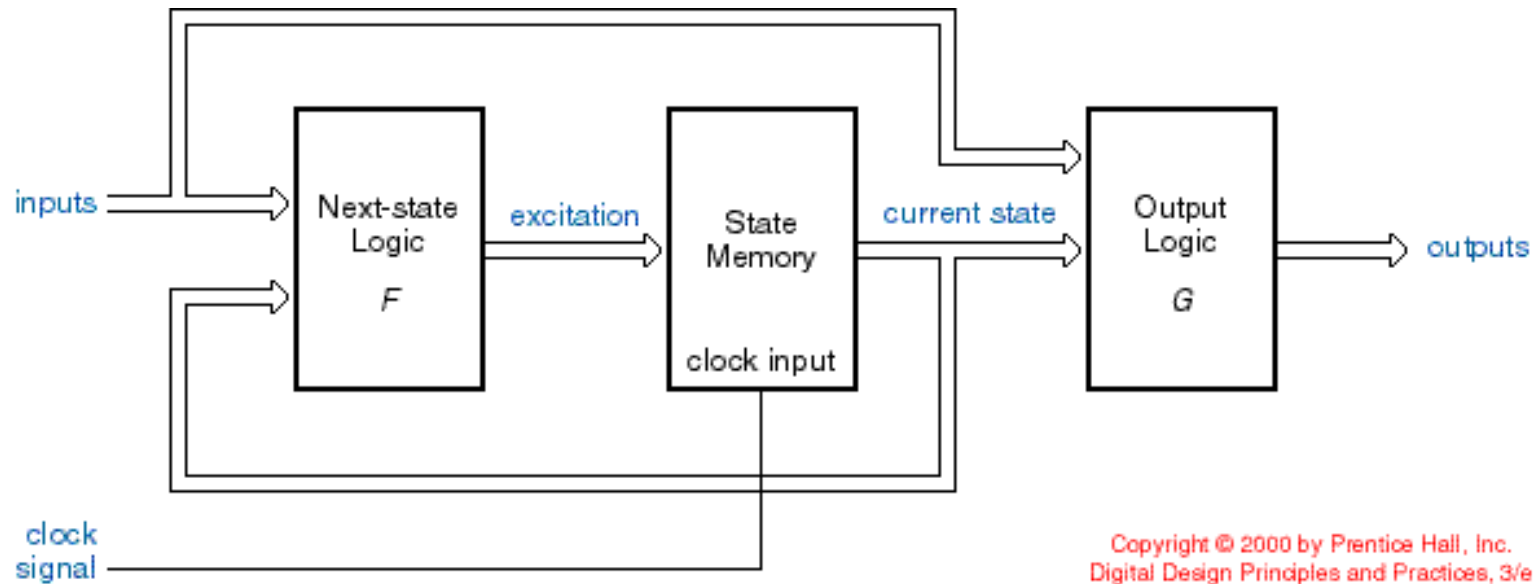 inputs
Next-state
Logic
F
excitation
State
Memory
clock input
current state
Output
Logic
G
outputs
clock
signal
Copyright © 2000 by Prentice Hall, Inc.
Digital Design Principles and Practices, 3/e